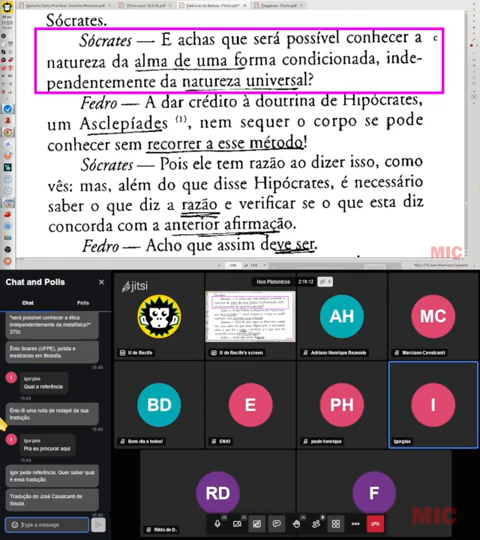 Sócrates.
Sócrates — E achas que será possível conhecer a
natureza da alma de uma forma condicionada, inde-
pendentemente da natureza universal?
Fedro — A dar crédito à doutrina de Hipócrates,
um Asclepíades (1), nem sequer o corpo se pode
conhecer sem recorrer a esse método!
Sócrates — Pois ele tem razão ao dizer isso, como
vês: mas, além do que disse Hipócrates, é necessário
saber o que diz a razão e verificar se o que esta diz
concorda com a anterior afirmação.
Fedro — Acho que assim deve ser.
MIC
Chat and Polls
Chat
Polls
"será possível conhecer a ética
independentemente da metafísica?"
270c
Ênio Soares (UFPE), jurista e
mestrando em filosofia
Igorgias
Qual a referência
Ênio lê uma nota de rodapé da sua
tradução.
Igorgias
Pra eu procurar aqui
Igor pede referência. Quer saber qual
é essa tradução.
Tradução do José Cavalcanti de
Souza.
Type a message
jitsi
Nos Platonicos
2:16:12
U de Recife
U de Recife's screen
AH
Adriano Henrique Rezende
MC
Marciano Cavalcanti
BD
Bom dia a todos!
E
ENIO
PH
paulo henrique
I
Igorgias
RD
Rildo de D.
F
MIC